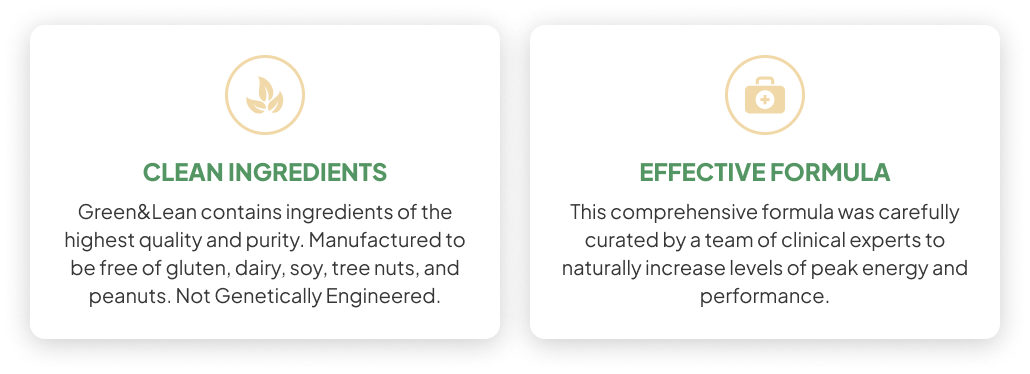 CLEAN INGREDIENTS
Green&Lean contains ingredients of the
highest quality and purity. Manufactured to
be free of gluten, dairy, soy, tree nuts, and
peanuts. Not Genetically Engineered.
EFFECTIVE FORMULA
This comprehensive formula was carefully
curated by a team of clinical experts to
naturally increase levels of peak energy and
performance.